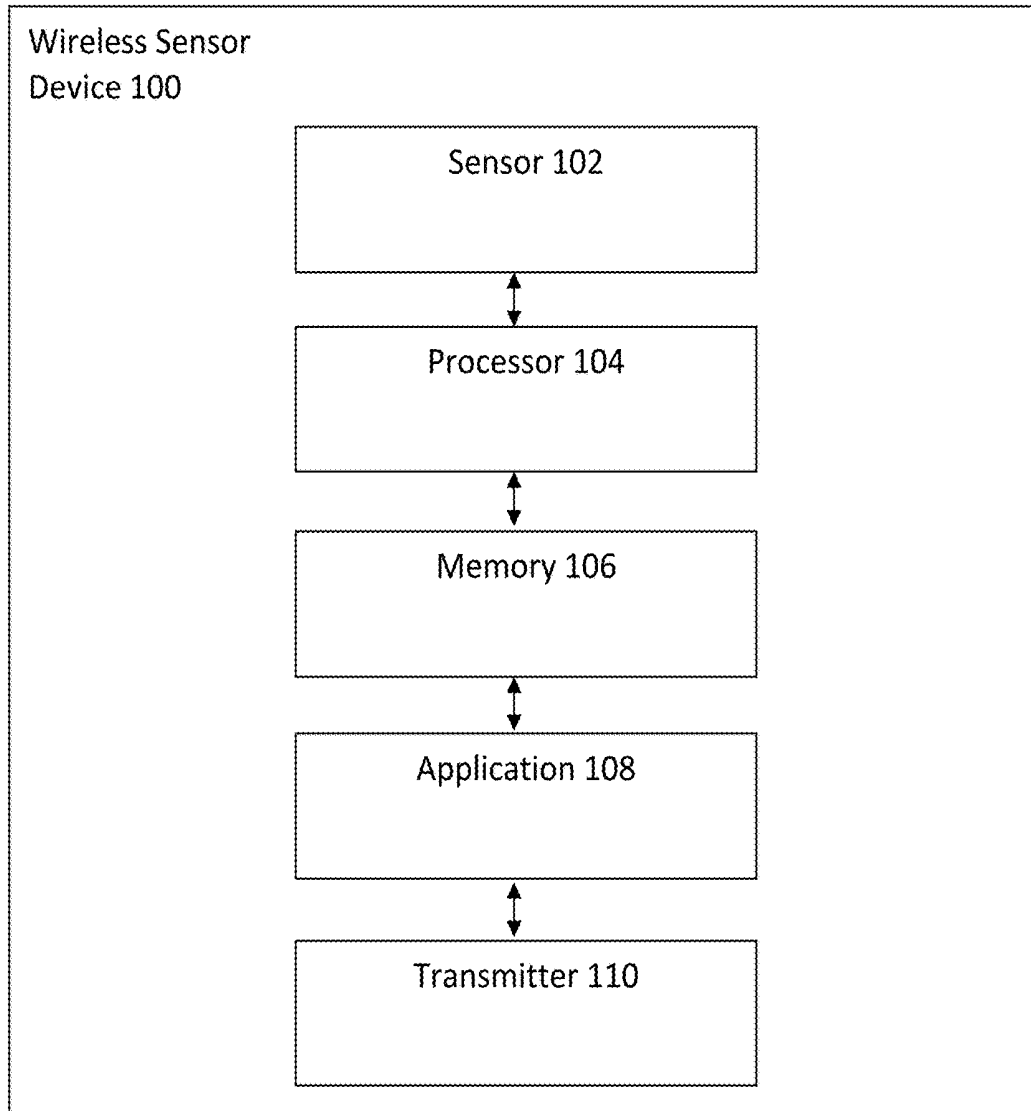 Wireless Sensor
Device 100
Sensor 102
Processor 104
Memory 106
Application 108
Transmitter 110